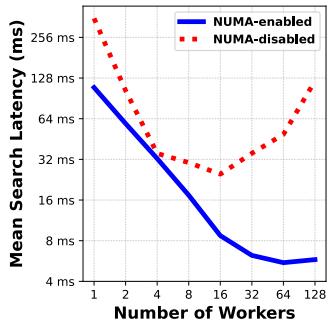 NUMA-enabled
NUMA-disabled
Mean Search Latency (ms)
256 ms
128 ms
64 ms
32 ms
16 ms
8 ms
4 ms
1 2 4 8 16 32 64 128
Number of Workers